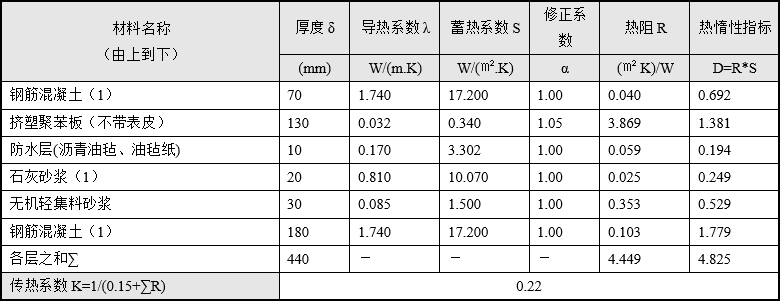 材料名称 厚度 δ 导热系数 λ 蓄热系数 S 修正系数 热阻 R 热惰性指标
（由上到下） (mm) W/(m.K) W/(㎡.K) α (㎡ K)/W D=R*S
钢筋混凝土（1） 70 1.740 17.200 1.00 0.040 0.692
挤塑聚苯板（不带表皮） 130 0.032 0.340 1.05 3.869 1.381
防水层(沥青油毡、油毡纸) 10 0.170 3.302 1.00 0.059 0.194
石灰砂浆（1） 20 0.810 10.070 1.00 0.025 0.249
无机轻集料砂浆 30 0.085 1.500 1.00 0.353 0.529
钢筋混凝土（1） 180 1.740 17.200 1.00 0.103 1.779
各层之和∑ 440 － － － 4.449 4.825
传热系数 K=1/(0.15+∑R) 0.22